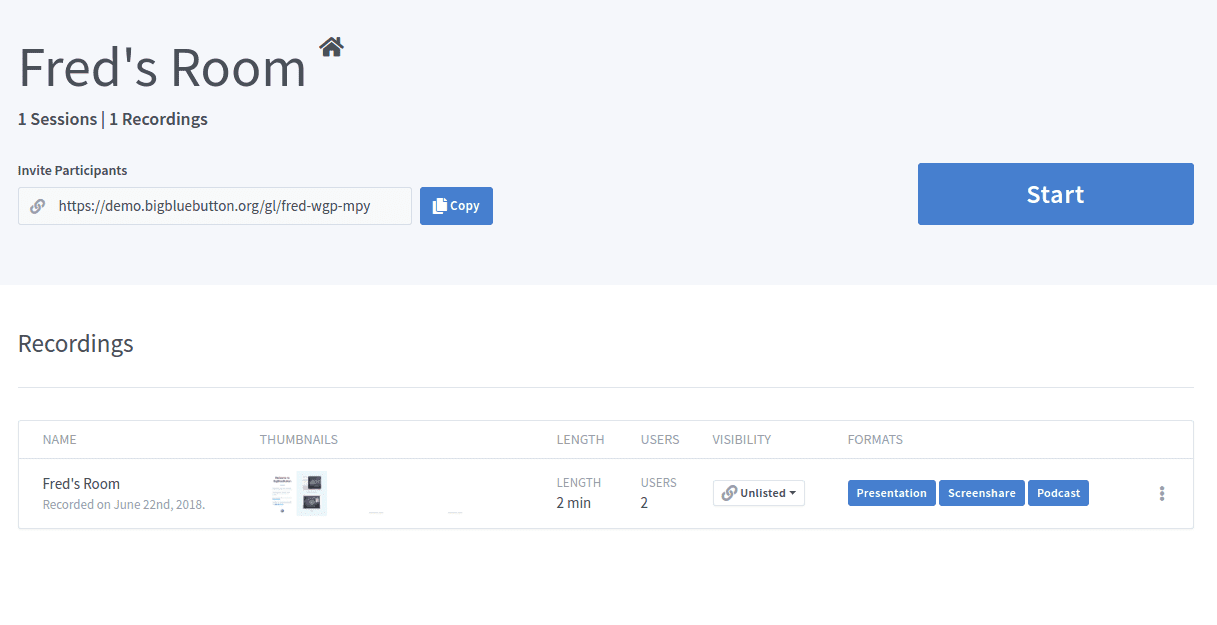 Fred's Room
1 Sessions | 1 Recordings
Invite Participants
https://demo.bigbluebutton.org/gl/fred-wgp-mpy
Copy
Start
Recordings
NAME THUMBNAILS LENGTH USERS VISIBILITY FORMATS
Fred's Room LENGTH USERS
Recorded on June 22nd, 2018. 2 min 2 Unlisted Presentation Screenshare Podcast